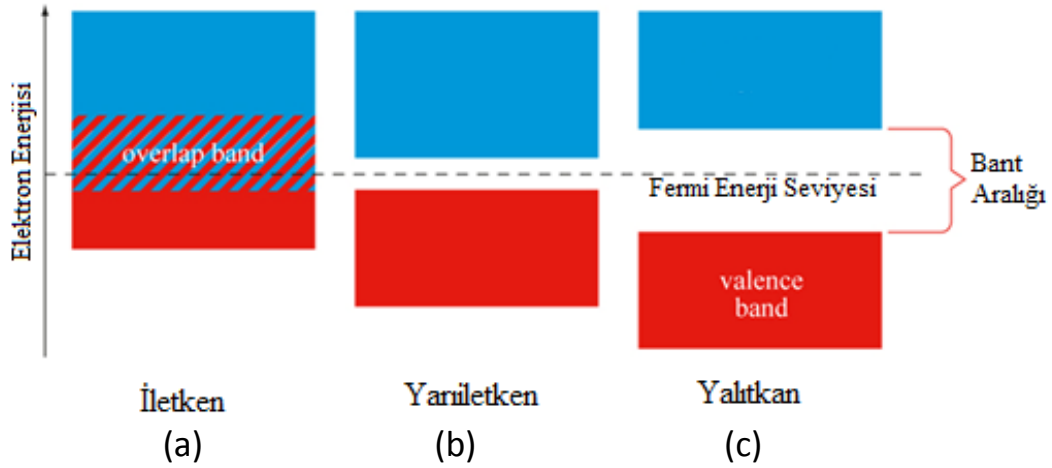 Elektron Enerjisi
overlap band
Fermi Enerji Seviyesi
Bant
Aralığı
valence
band
İletken
Yarıiletken
Yalıtkan
(a)
(b)
(c)